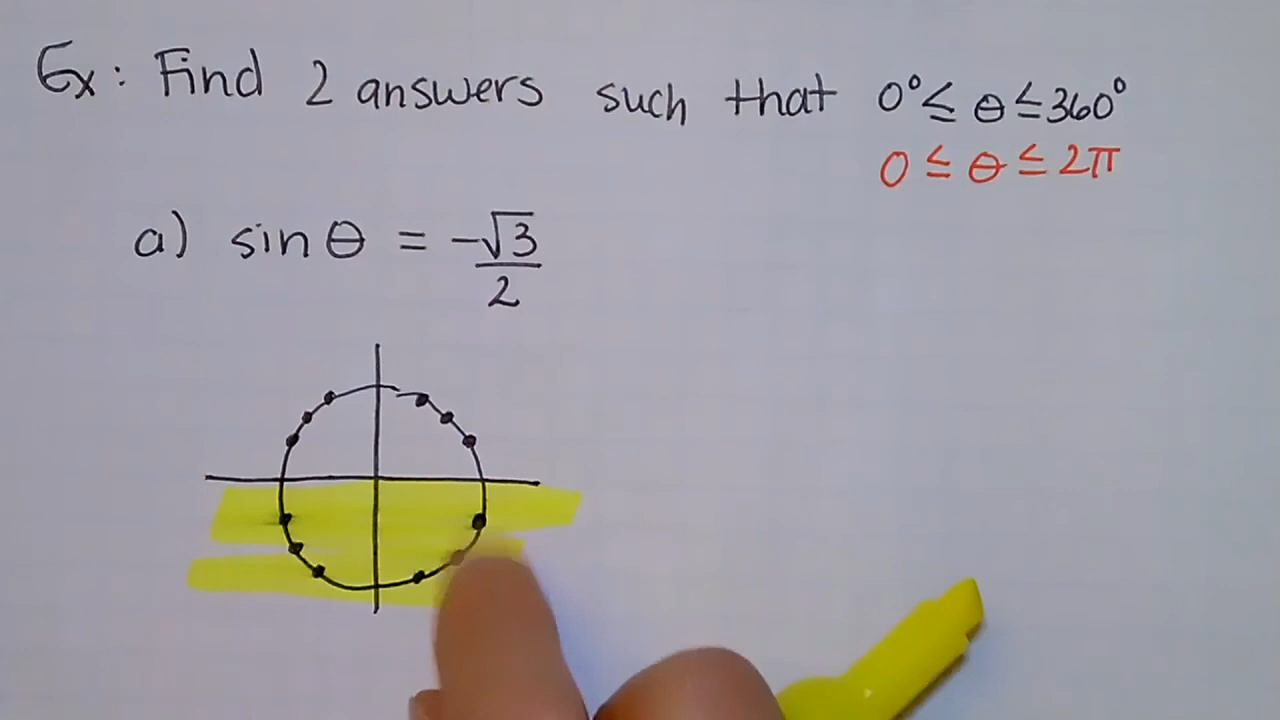 Ex: Find 2 answers such that 0° ≤ θ ≤ 360°
0 ≤ θ ≤ 2π
a) sin θ = -√3
2